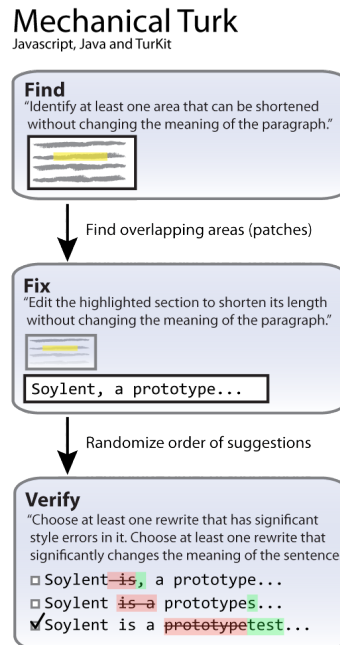 Mechanical Turk
Javascript, Java and TurKit
Find
“Identify at least one area that can be shortened
without changing the meaning of the paragraph.”
Find overlapping areas (patches)
Fix
“Edit the highlighted section to shorten its length
without changing the meaning of the paragraph.”
Soylent, a prototype...
Randomize order of suggestions
Verify
“Choose at least one rewrite that has significant
style errors in it. Choose at least one rewrite that
significantly changes the meaning of the sentence
Soylent is, a prototype...
Soylent is a prototypes...
Soylent is a prototypetest...